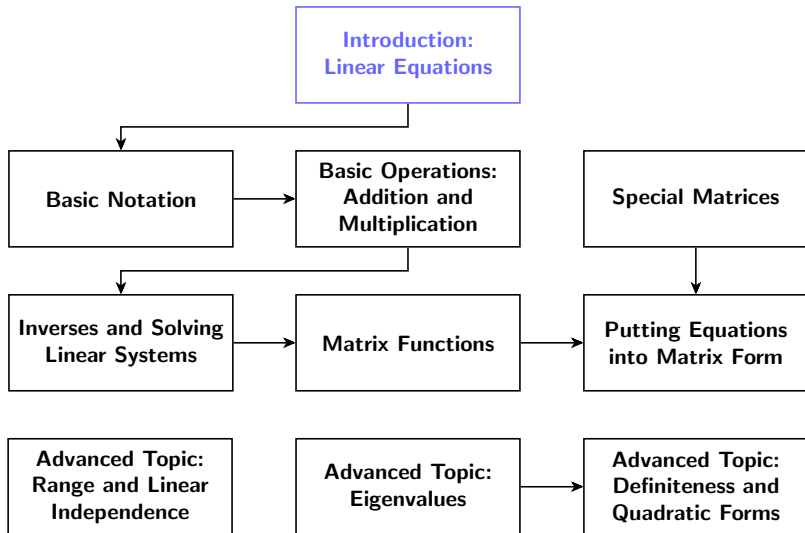 Introduction:
Linear Equations
Basic Notation
Basic Operations:
Addition and
Multiplication
Special Matrices
Inverses and Solving
Linear Systems
Matrix Functions
Putting Equations
into Matrix Form
Advanced Topic:
Range and Linear
Independence
Advanced Topic:
Eigenvalues
Advanced Topic:
Definiteness and
Quadratic Forms